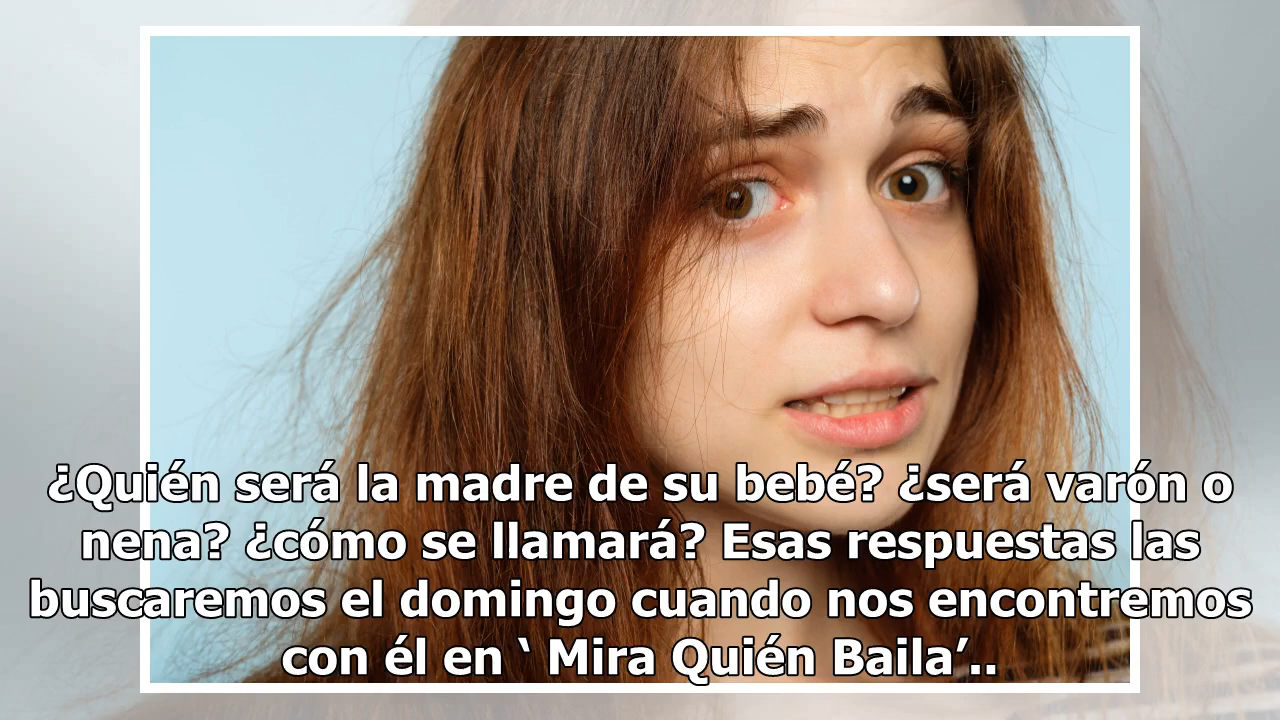 ¿Quién será la madre de su bebé? ¿será varón o
nena? ¿cómo se llamará? Esas respuestas las
buscaremos el domingo cuando nos encontremos
con él en ‘ Mira Quién Baila’..